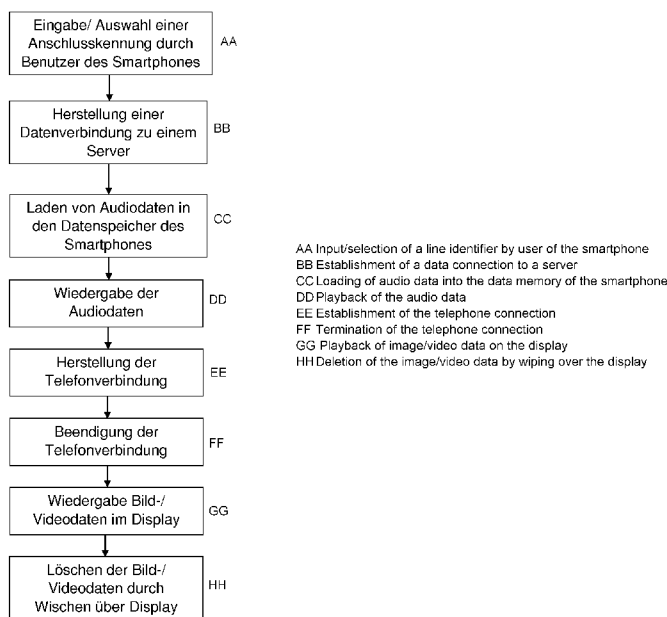 Eingabe/ Auswahl einer
Anschlusskennung durch
Benutzer des Smartphones
AA
Herstellung einer
Datenverbindung zu einem
Server
BB
Laden von Audiodaten in
den Datenspeicher des
Smartphones
CC
Wiedergabe der
Audiodaten
DD
Herstellung der
Telefonverbindung
EE
Beendigung der
Telefonverbindung
FF
Wiedergabe Bild-/
Videodaten im Display
GG
Löschen der Bild-/
Videodaten durch
Wischen über Display
HH
AA Input/selection of a line identifier by user of the smartphone
BB Establishment of a data connection to a server
CC Loading of audio data into the data memory of the smartphone
DD Playback of the audio data
EE Establishment of the telephone connection
FF Termination of the telephone connection
GG Playback of image/video data on the display
HH Deletion of the image/video data by wiping over the display